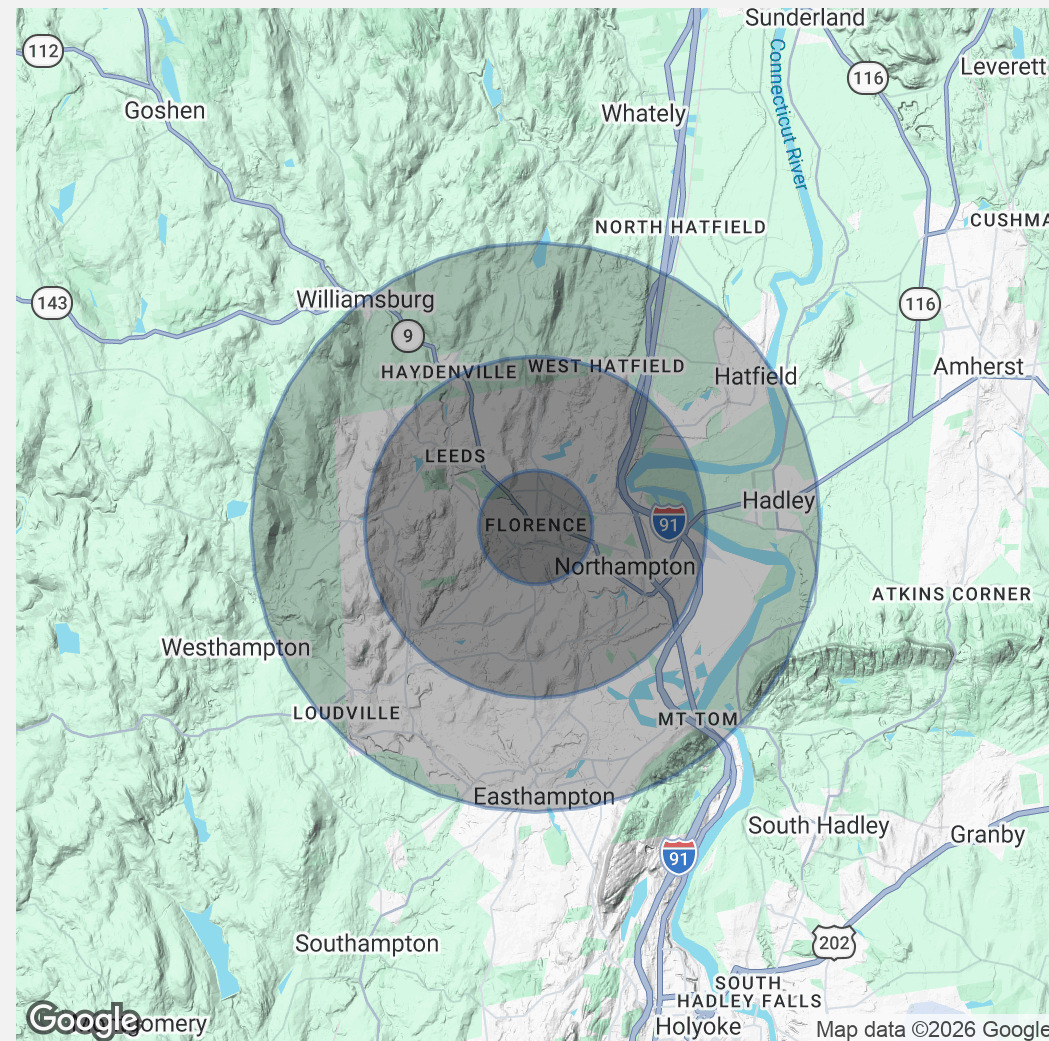 Sunderland
112
116
Leverett
Goshen
Whately
Connecticut River
NORTH HATFIELD
CUSHMA
143
Williamsburg
116
9
HAYDENVILLE
WEST HATFIELD
Amherst
Hatfield
LEEDS
Hadley
FLORENCE
91
Northampton
ATKINS CORNER
Westhampton
LOUDVILLE
MT TOM
Easthampton
South Hadley
Granby
91
Southampton
202
SOUTH
HADLEY FALLS
Google
gomery
Holyoke
Map data ©2026 Google